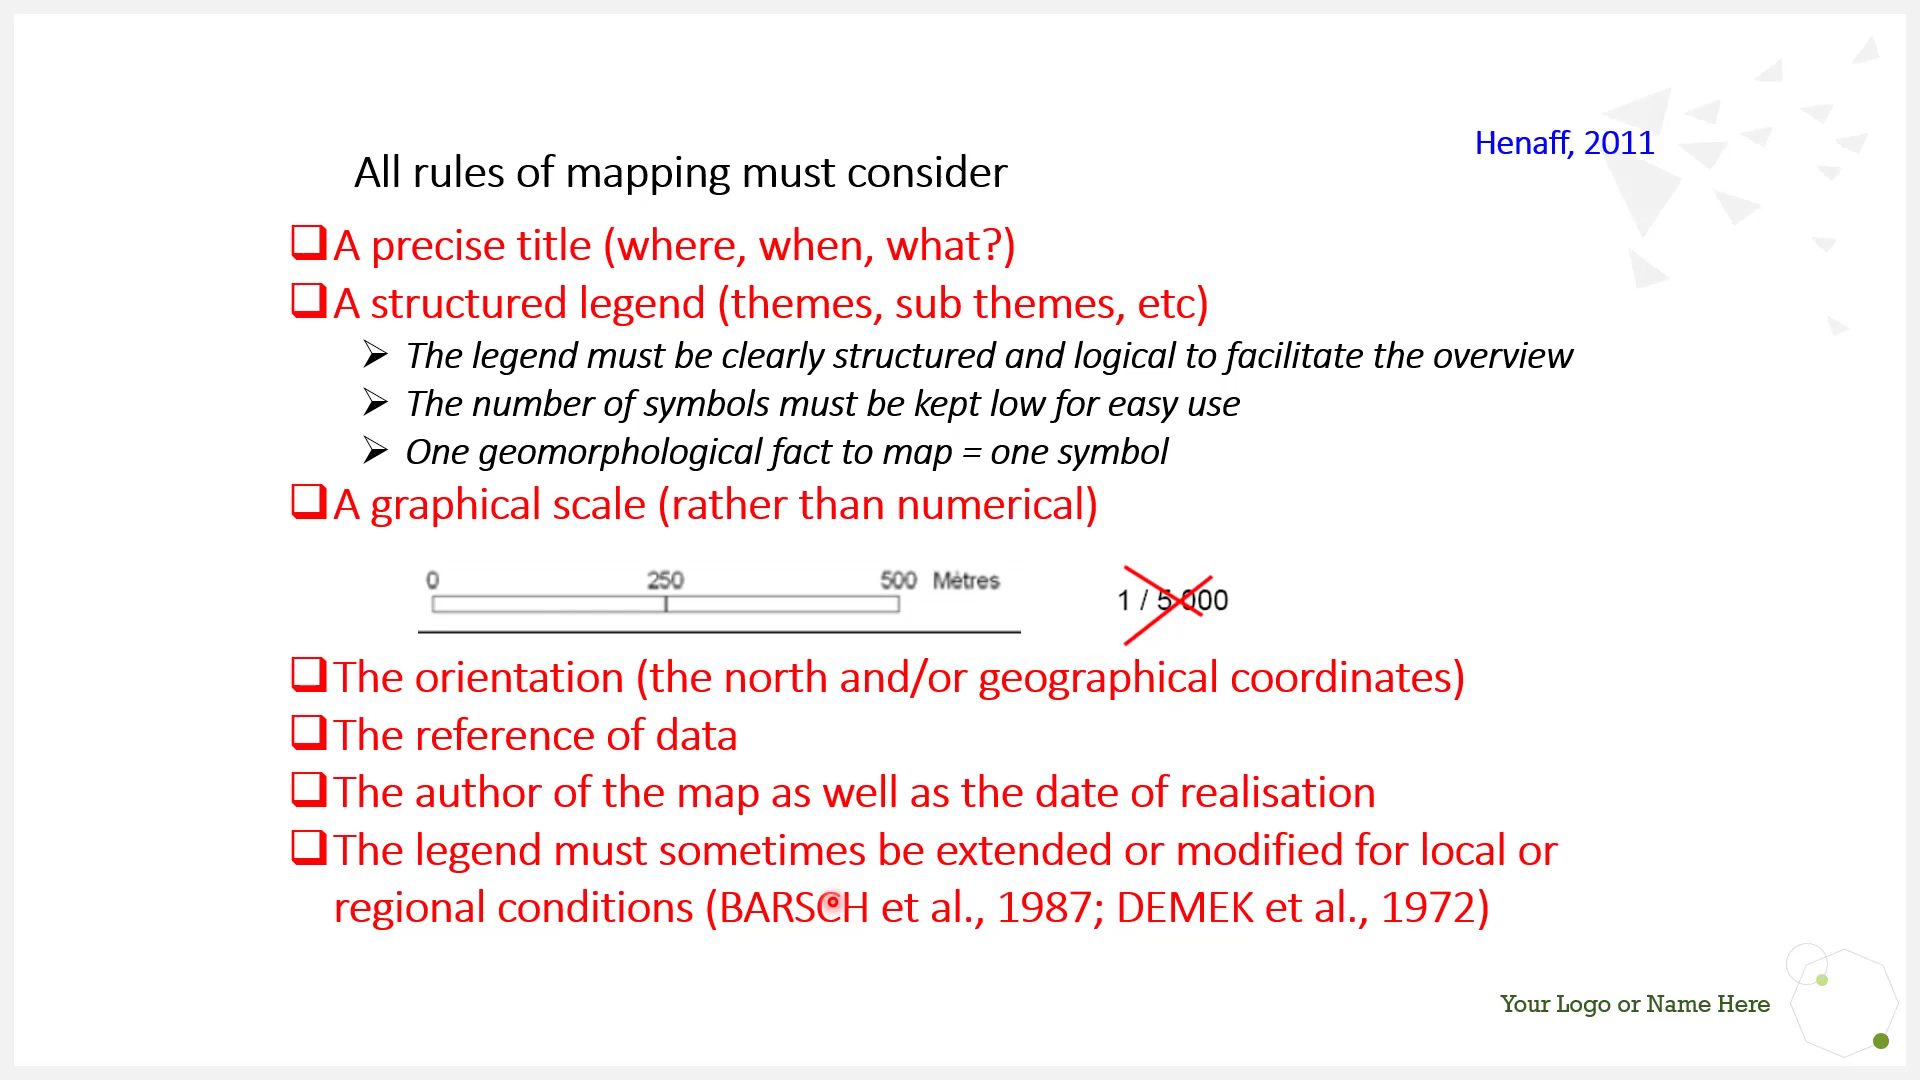 Henaff, 2011
All rules of mapping must consider
A precise title (where, when, what?)
A structured legend (themes, sub themes, etc)
The legend must be clearly structured and logical to facilitate the overview
The number of symbols must be kept low for easy use
One geomorphological fact to map = one symbol
A graphical scale (rather than numerical)
0 250 500 Mètres
1 / 5 000
The orientation (the north and/or geographical coordinates)
The reference of data
The author of the map as well as the date of realisation
The legend must sometimes be extended or modified for local or
regional conditions (BARSCH et al., 1987; DEMEK et al., 1972)
Your Logo or Name Here